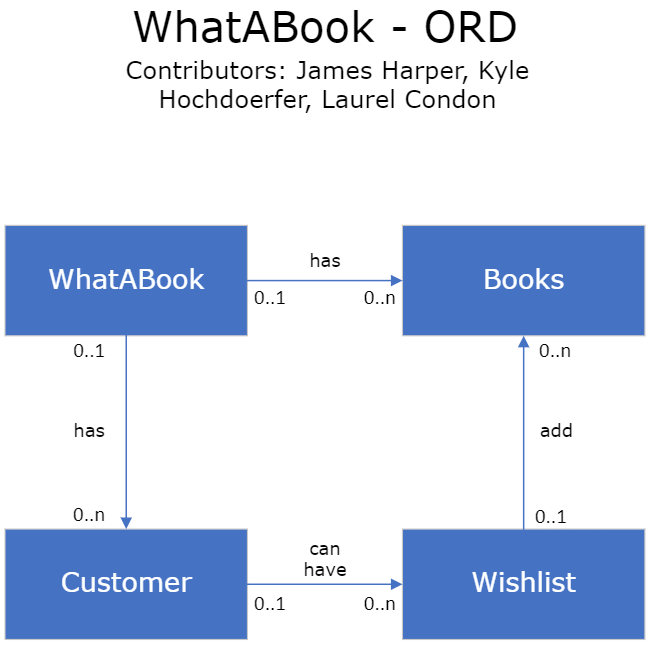 WhatABook - ORD
Contributors: James Harper, Kyle
Hochdoerfer, Laurel Condon
WhatABook
has
0..1
0..n
Books
0..1
has
0..n
0..n
add
0..1
Customer
can
have
0..1
0..n
Wishlist